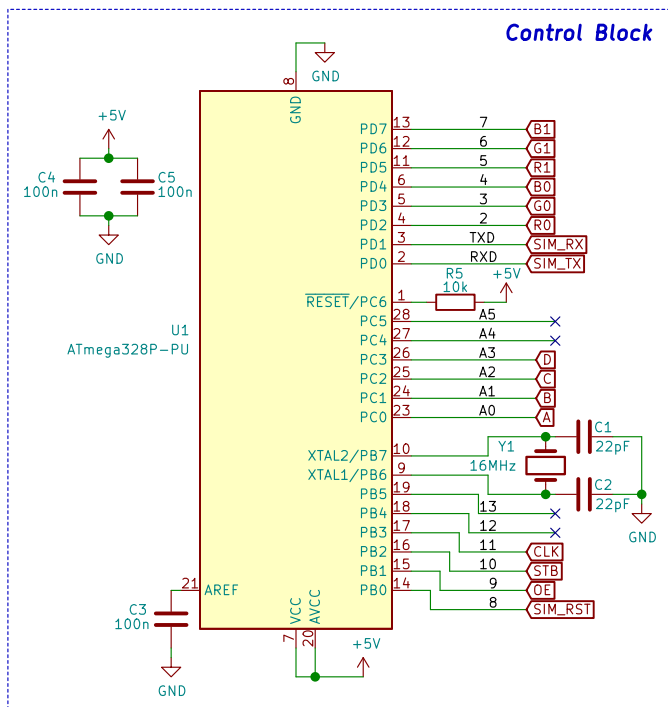 Control Block
GND
8
GND
+5V
C4
100n
C5
100n
GND
U1
ATmega328P-PU
PD7 13 7 B1
PD6 12 6 G1
PD5 11 5 R1
PD4 6 4 B0
PD3 5 3 G0
PD2 4 2 R0
PD1 3 TXD SIM_RX
PD0 2 RXD SIM_TX
R5
10k
+5V
RESET/PC6 1
PC5 28 A5
PC4 27 A4
PC3 26 A3 D
PC2 25 A2 C
PC1 24 A1 B
PC0 23 A0 A
XTAL2/PB7 10
XTAL1/PB6 9
Y1
16MHz
C1
22pF
C2
22pF
GND
PB5 19 13
PB4 18 12
PB3 17 11 CLK
PB2 16 10 STB
PB1 15 9 OE
PB0 14 8 SIM_RST
21 AREF
C3
100n
GND
VCC
7
AVCC
20
+5V